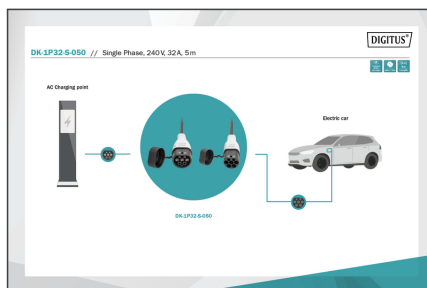 DIGITUS®
DK-1P32-S-050 // Single Phase, 240 V, 32 A, 5 m
AC Charging point
Electric car
DK-1P32-S-050